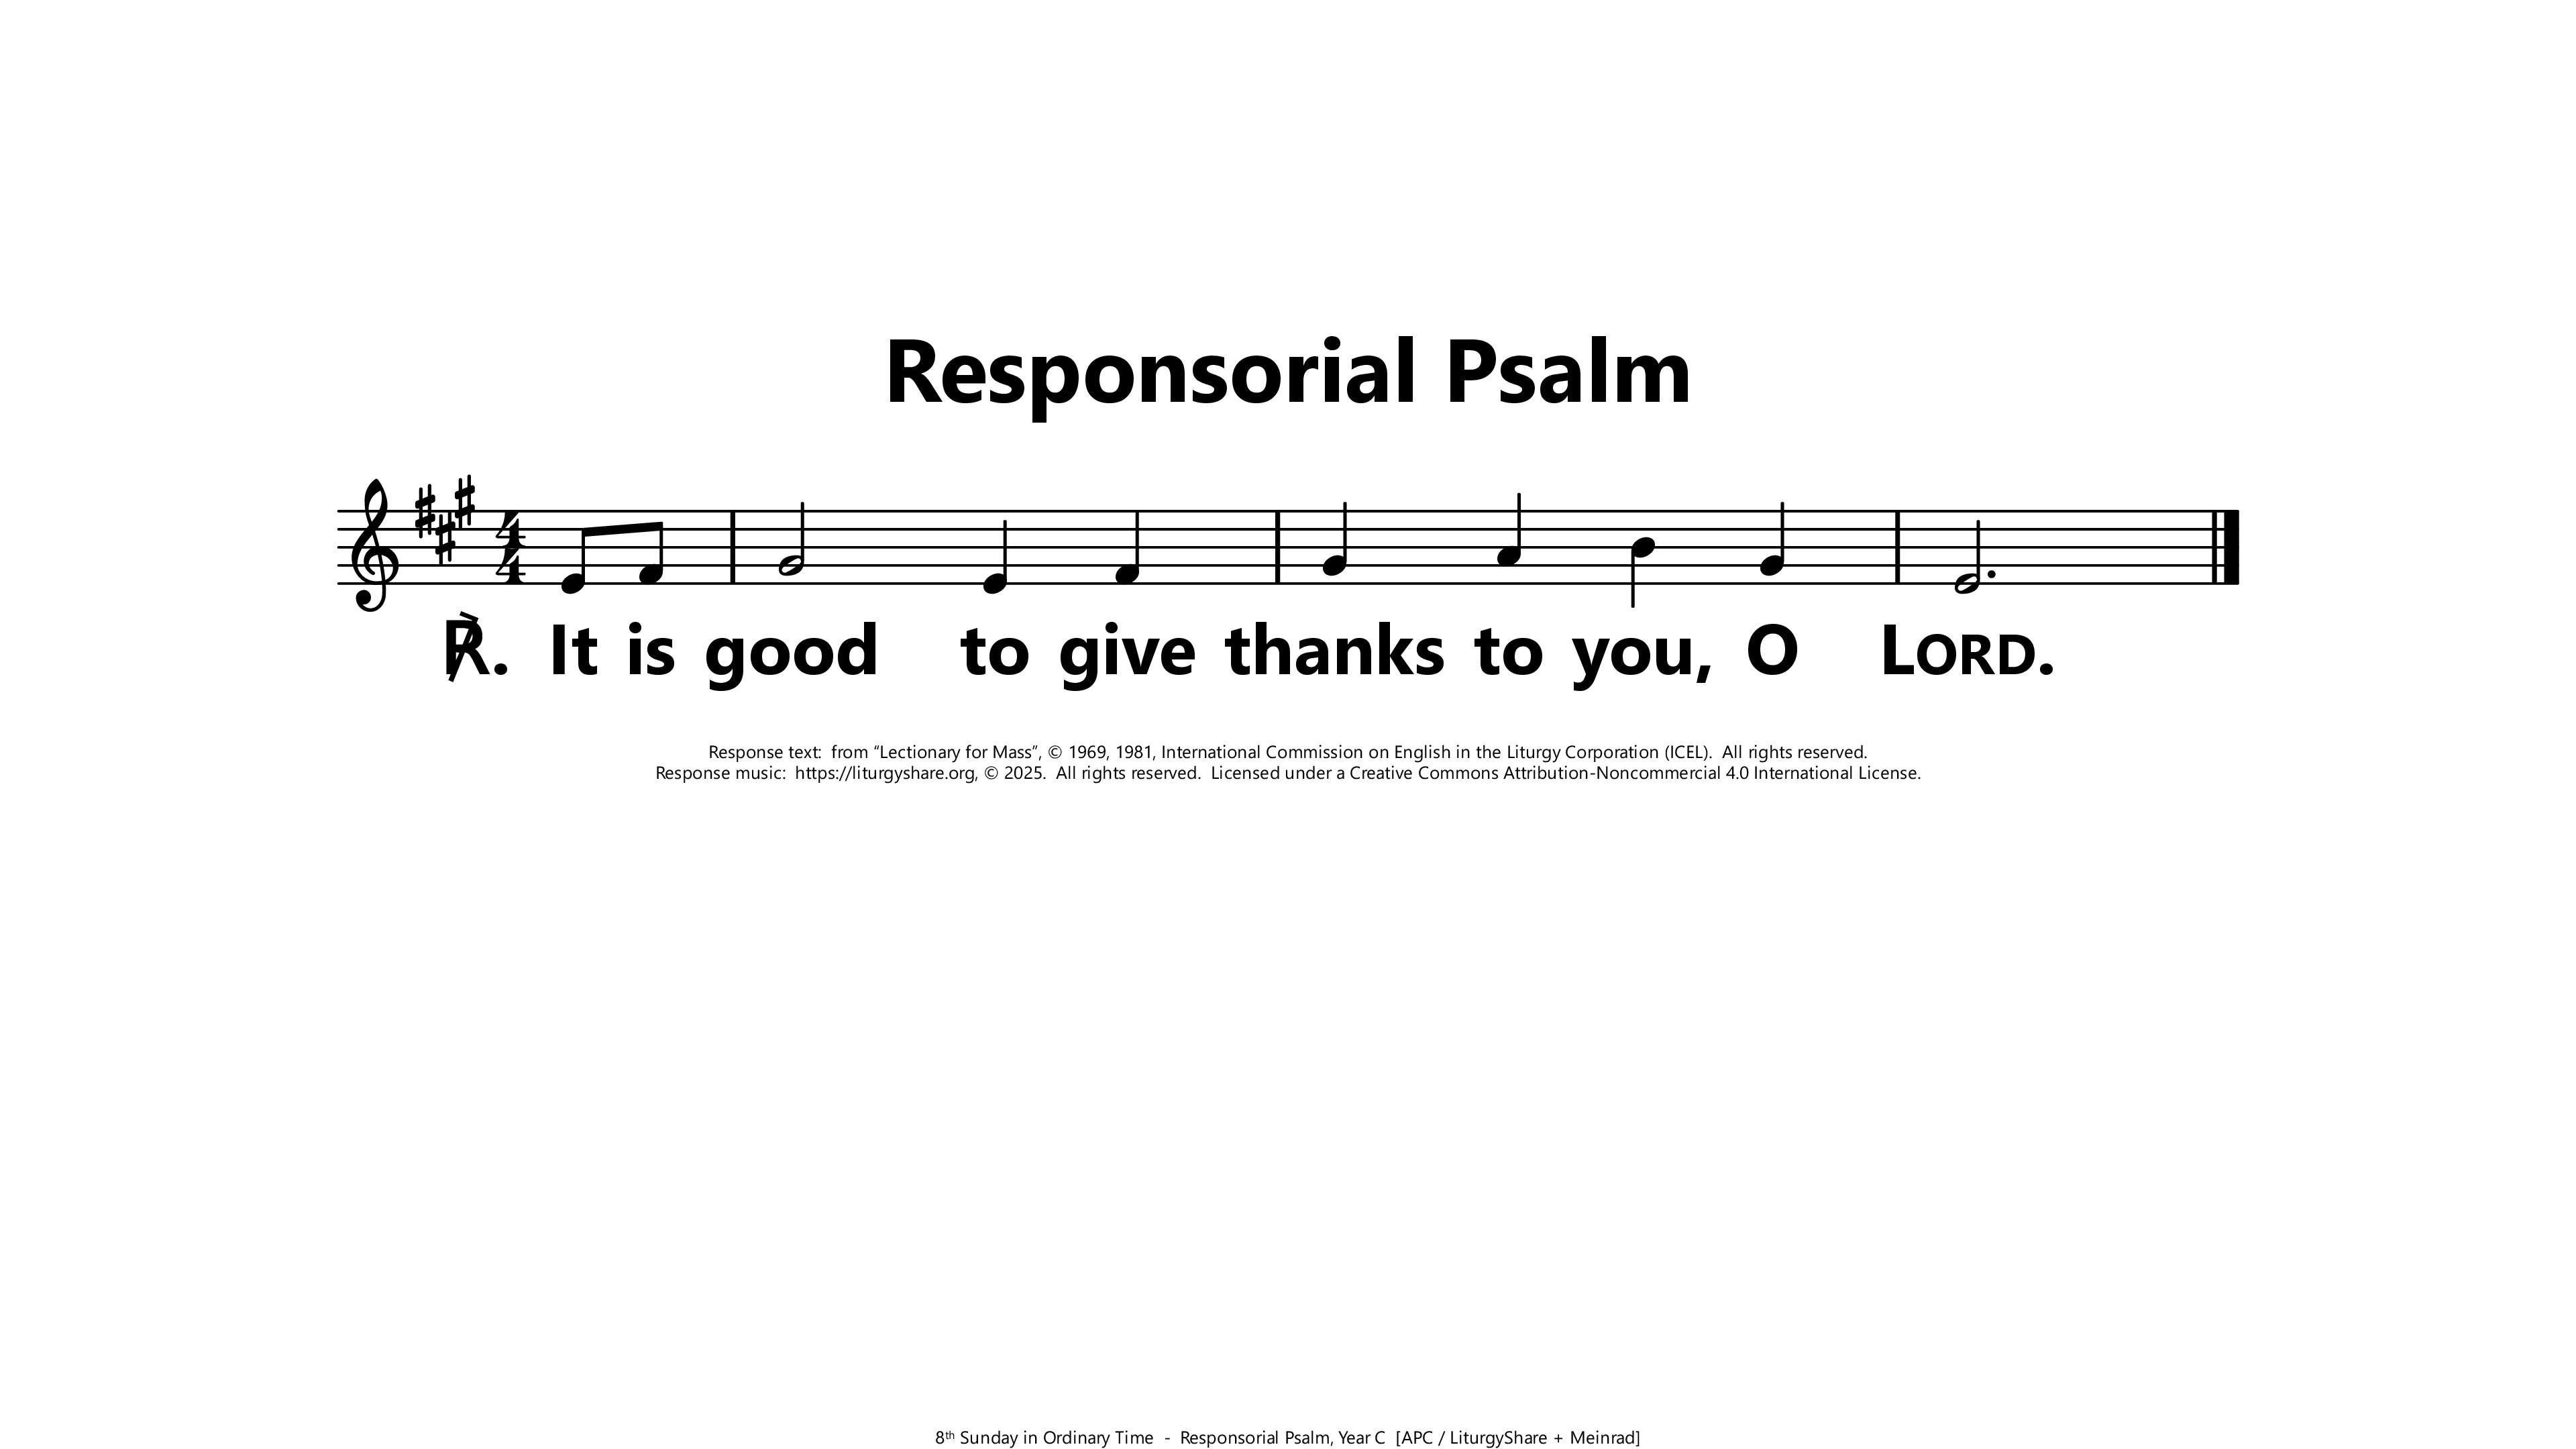 Responsorial Psalm
4
4
℟. It is good to give thanks to you, O LORD.
Response text: from “Lectionary for Mass”, © 1969, 1981, International Commission on English in the Liturgy Corporation (ICEL). All rights reserved.
Response music: https://liturgyshare.org, © 2025. All rights reserved. Licensed under a Creative Commons Attribution-Noncommercial 4.0 International License.
8th Sunday in Ordinary Time - Responsorial Psalm, Year C [APC / LiturgyShare + Meinrad]